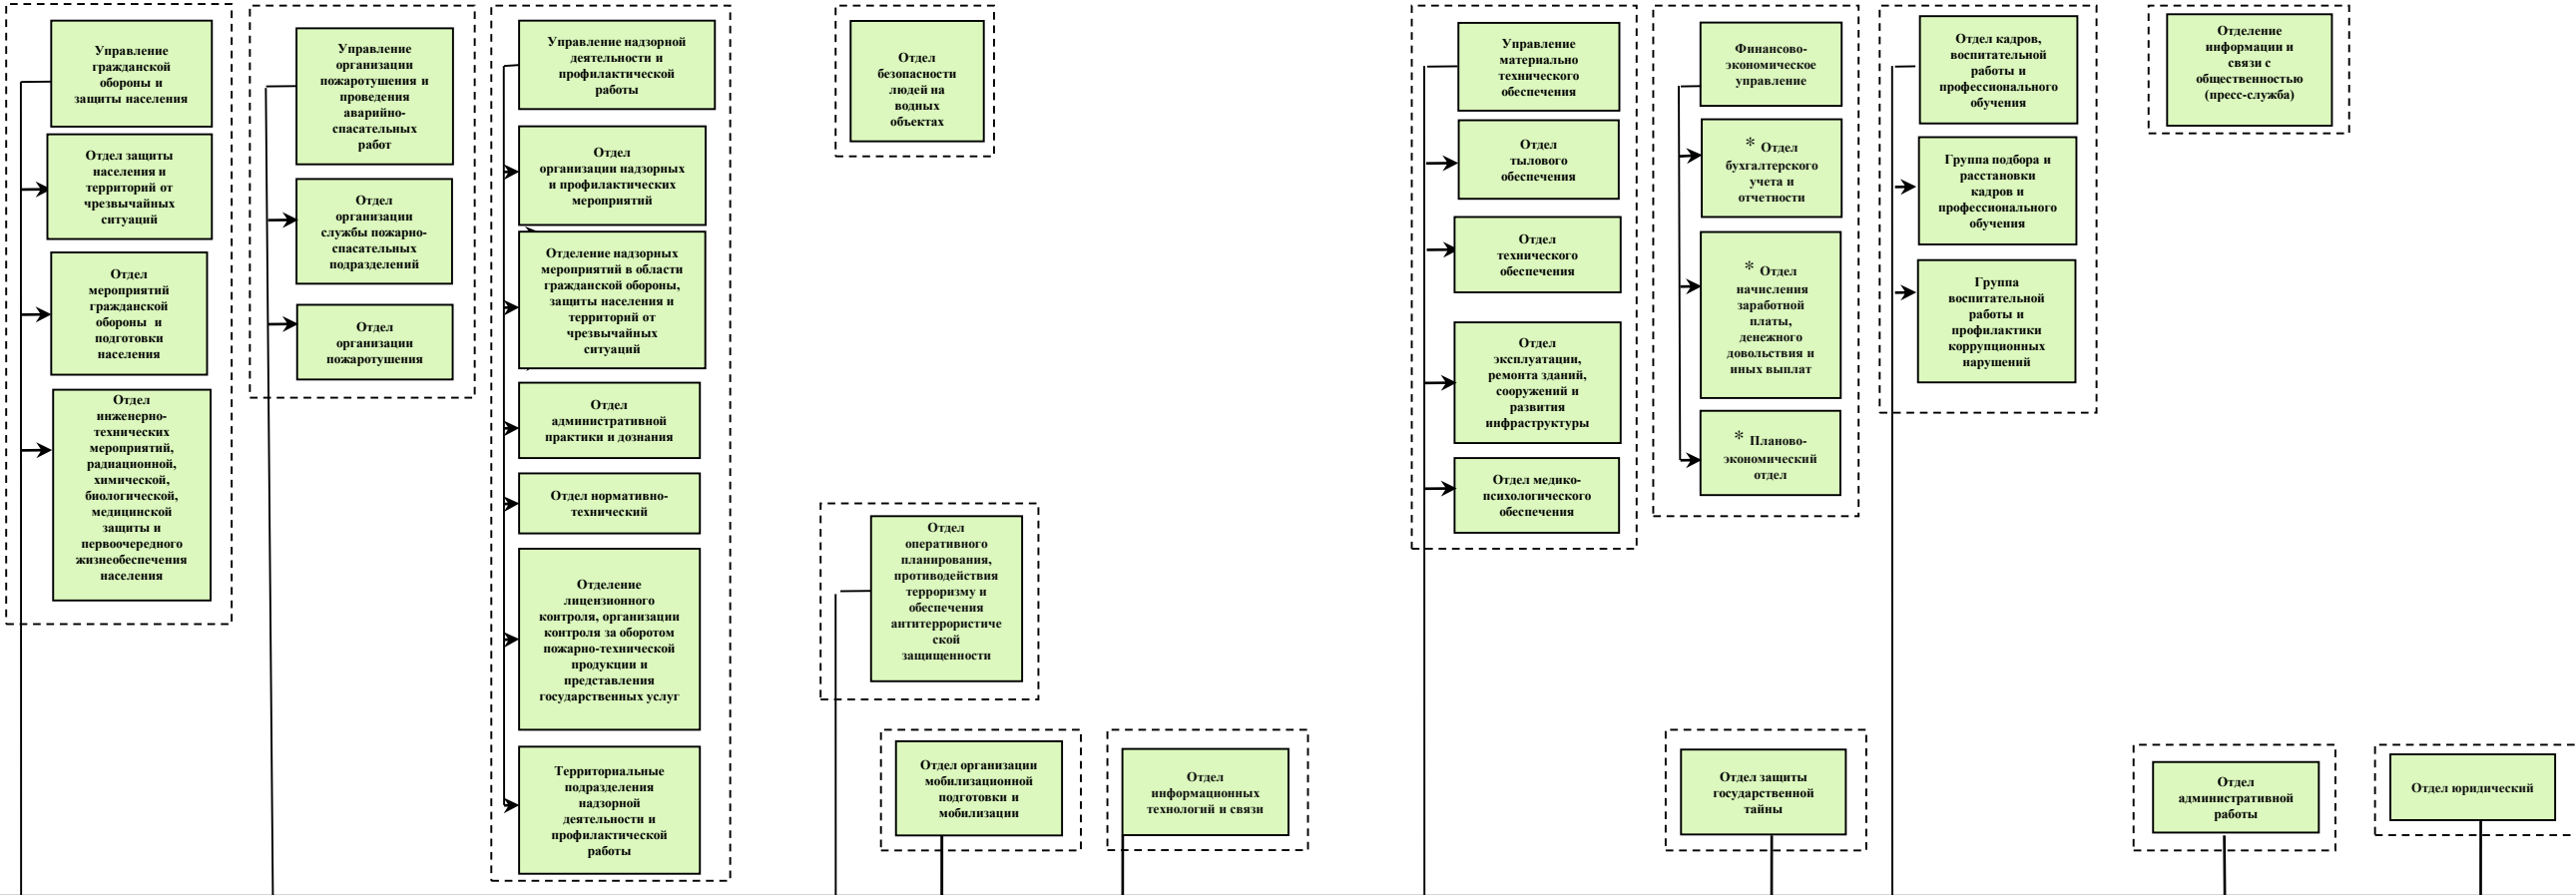 Управление
гражданской
обороны и
защиты населения
Отдел защиты
населения и
территорий от
чрезвычайных
ситуаций
Отдел
мероприятий
гражданской
обороны и
подготовки
населения
Отдел
инженерно-
технических
мероприятий,
радиационной,
химической,
биологической,
медицинской
защиты и
первоочередного
жизнеобеспечения
населения
Управление
организации
пожаротушения и
проведения
аварийно-
спасательных
работ
Отдел
организации
службы пожарно-
спасательных
подразделений
Отдел
организации
пожаротушения
Управление надзорной
деятельности и
профилактической
работы
Отдел
организации надзорных
и профилактических
мероприятий
Отделение надзорных
мероприятий в области
гражданской обороны,
защиты населения и
территорий от
чрезвычайных
ситуаций
Отдел
административной
практики и дознания
Отдел нормативно-
технический
Отделение
лицензионного
контроля, организации
контроля за оборотом
пожарно-технической
продукции и
представления
государственных услуг
Территориальные
подразделения
надзорной
деятельности и
профилактической
работы
Отдел
безопасности
людей на
водных
объектах
Отдел
оперативного
планирования,
противодействия
терроризму и
обеспечения
антитеррористиче
ской
защищенности
Отдел организации
мобилизационной
подготовки и
мобилизации
Отдел
информационных
технологий и связи
Управление
материально
технического
обеспечения
Отдел
тылового
обеспечения
Отдел
технического
обеспечения
Отдел
эксплуатации,
ремонта зданий,
сооружений и
развития
инфраструктуры
Отдел медико-
психологического
обеспечения
Финансово-
экономическое
управление
* Отдел
бухгалтерского
учета и
отчетности
* Отдел
начисления
заработной
платы,
денежного
довольствия и
иных выплат
* Планово-
экономический
отдел
Отдел защиты
государственной
тайны
Отдел кадров,
воспитательной
работы и
профессионального
обучения
Группа подбора и
расстановки
кадров и
профессионального
обучения
Группа
воспитательной
работы и
профилактики
коррупционных
нарушений
Отделение
информации и
связи с
общественностью
(пресс-служба)
Отдел
административной
работы
Отдел юридический